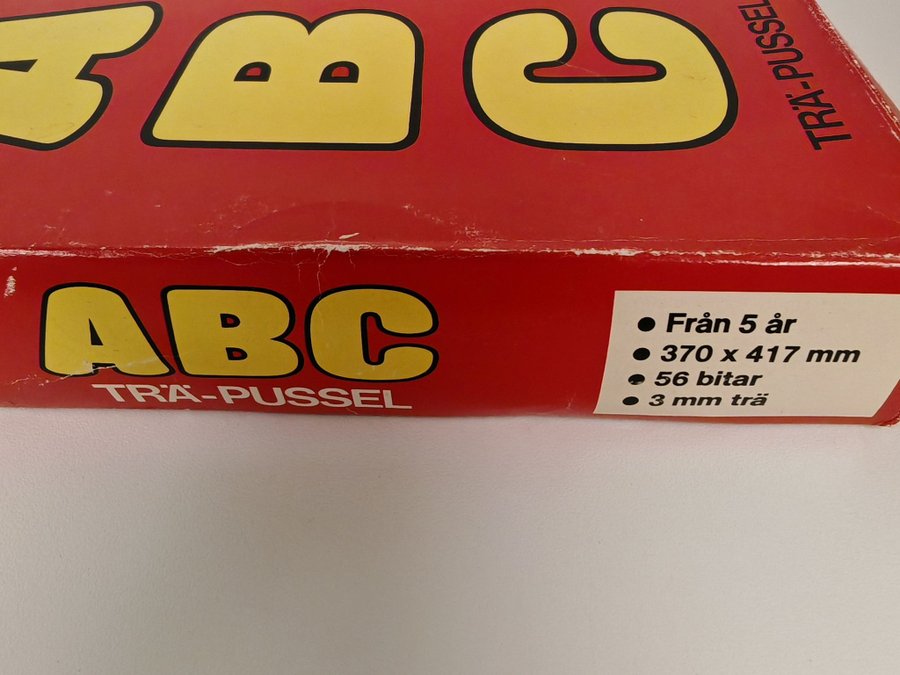 ABC
TRÄ-PUSSEL
ABC
TRÄ-PUSSEL
● Från 5 år
● 370 x 417 mm
● 56 bitar
● 3 mm trä